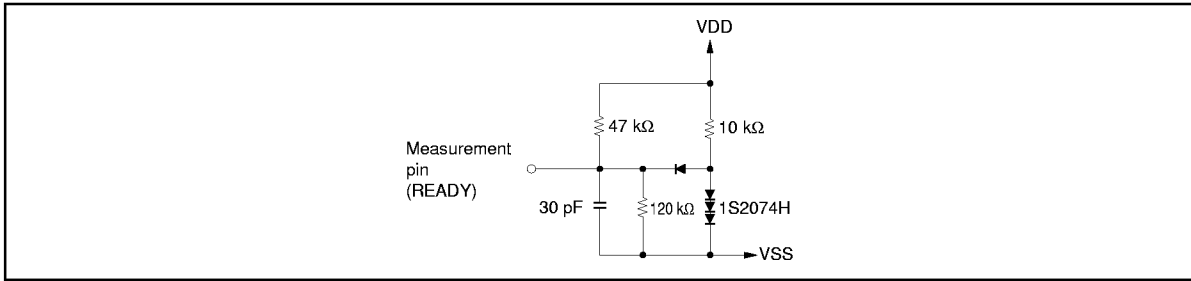 VDD
47 kΩ
10 kΩ
Measurement
pin
(READY)
30 pF
120 kΩ
1S2074H
VSS